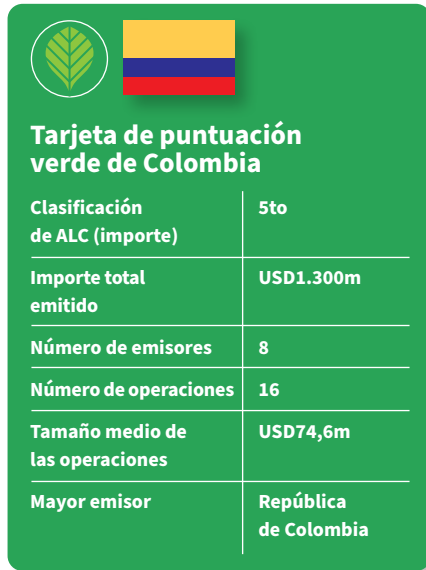 Tarjeta de puntuación
verde de Colombia
Clasificación
de ALC (importe)
5to
Importe total
emitido
USD1.300m
Número de emisores
8
Número de operaciones
16
Tamaño medio de
las operaciones
USD74,6m
Mayor emisor
República
de Colombia